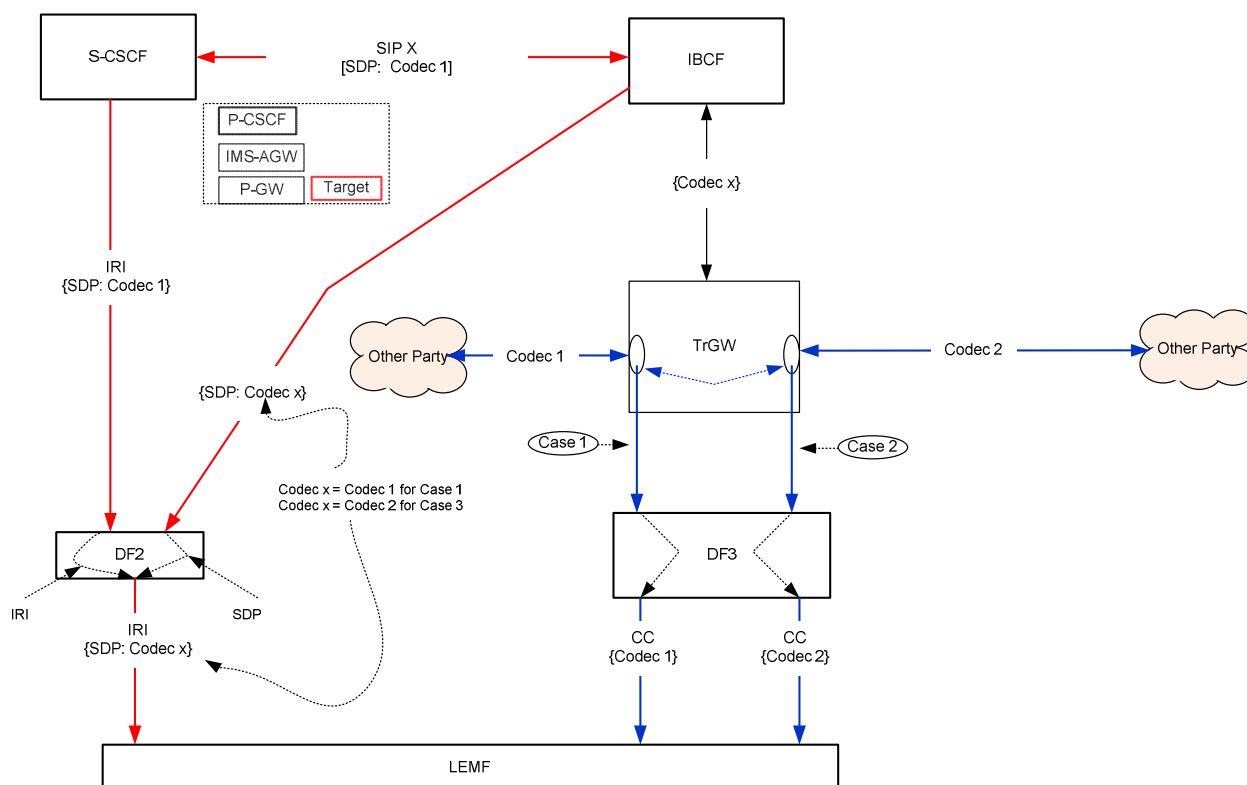 S-CSCF
SIP X
[SDP: Codec 1]
IBCF
P-CSCF
IMS-AGW
P-GW
Target
{Codec x}
IRI
{SDP: Codec 1}
Other Party
Codec 1
TrGW
Codec 2
Other Party
{SDP: Codec x}
Case 1
Case 2
Codec x = Codec 1 for Case 1
Codec x = Codec 2 for Case 3
DF2
DF3
IRI
SDP
IRI
{SDP: Codec x}
CC
{Codec 1}
CC
{Codec 2}
LEMF